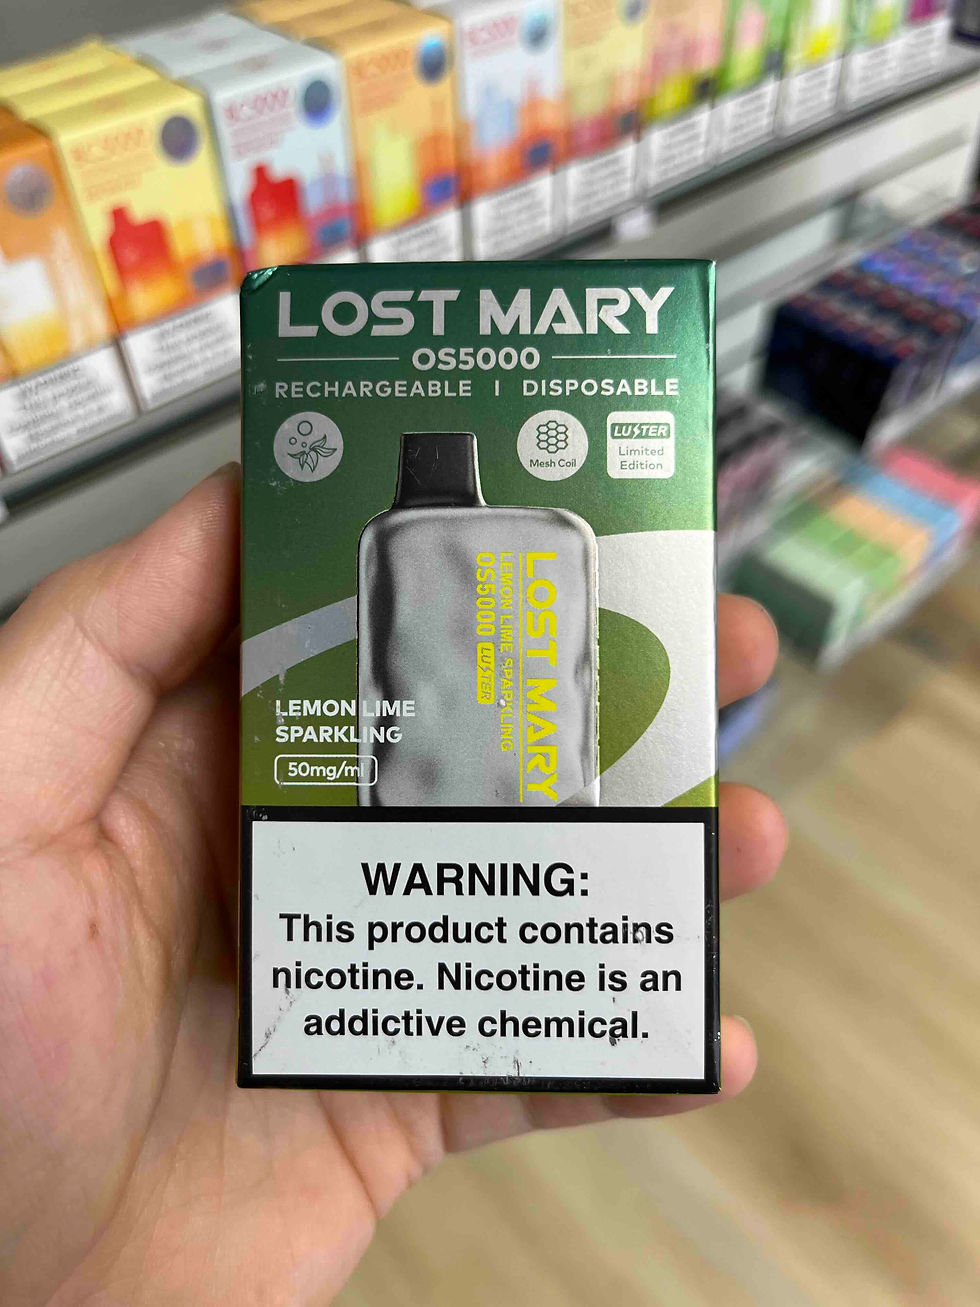 LOST MARY
OS5000
RECHARGEABLE | DISPOSABLE
Mesh Coil
LUSTER
Limited
Edition
LOST MARY
LEMON LIME SPARKLING
OS5000 LUSTER
LEMON LIME
SPARKLING
50mg/ml
WARNING:
This product contains
nicotine. Nicotine is an
addictive chemical.